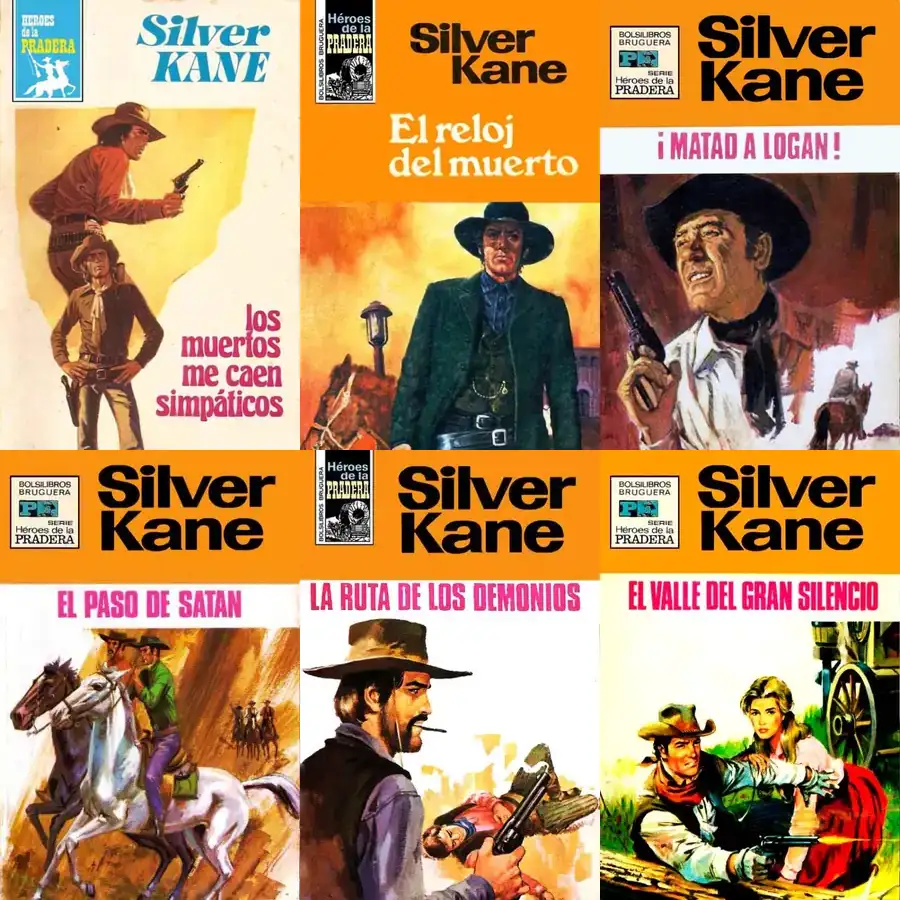 HEROES
de la
PRADERA
Silver
KANE
los
muertos
me caen
simpáticos
BOLSILIBROS BRUGUERA
Héroes
de la
PRADERA
Silver
Kane
El reloj
del muerto
BOLSILIBROS
BRUGUERA
SERIE
Héroes de la
PRADERA
Silver
Kane
¡MATAD A LOGAN!
BOLSILIBROS
BRUGUERA
SERIE
Héroes de la
PRADERA
Silver
Kane
EL PASO DE SATAN
BOLSILIBROS BRUGUERA
Héroes
de la
PRADERA
Silver
Kane
LA RUTA DE LOS DEMONIOS
BOLSILIBROS
BRUGUERA
SERIE
Héroes de la
PRADERA
Silver
Kane
EL VALLE DEL GRAN SILENCIO